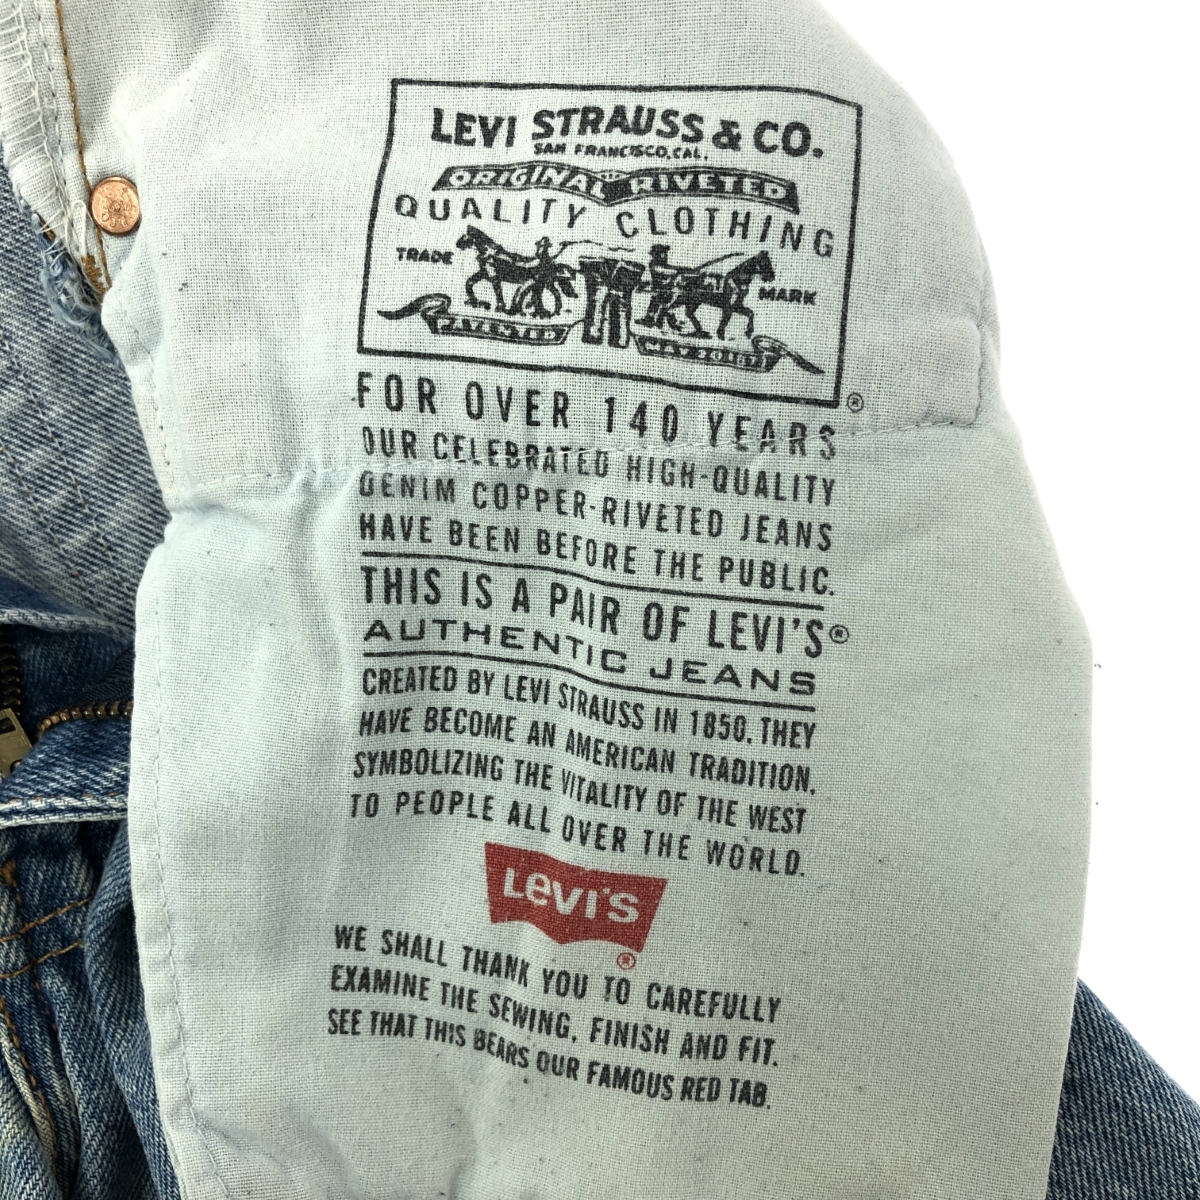 LEVI STRAUSS & CO.
SAN FRANCISCO, CAL.
ORIGINAL RIVETED
QUALITY CLOTHING
TRADE MARK
®
FOR OVER 140 YEARS
OUR CELEBRATED HIGH-QUALITY
DENIM COPPER-RIVETED JEANS
HAVE BEEN BEFORE THE PUBLIC.
THIS IS A PAIR OF LEVI'S®
AUTHENTIC JEANS
CREATED BY LEVI STRAUSS IN 1850. THEY
HAVE BECOME AN AMERICAN TRADITION,
SYMBOLIZING THE VITALITY OF THE WEST
TO PEOPLE ALL OVER THE WORLD.
Levi's
®
WE SHALL THANK YOU TO CAREFULLY
EXAMINE THE SEWING, FINISH AND FIT.
SEE THAT THIS BEARS OUR FAMOUS RED TAB.